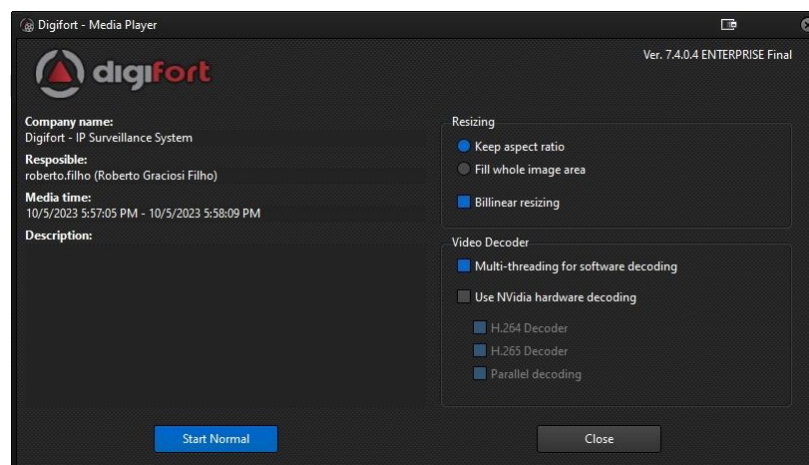 Digifort - Media Player
digifort
Ver. 7.4.0.4 ENTERPRISE Final
Company name:
Digifort - IP Surveillance System
Resposible:
roberto.filho (Roberto Graciosi Filho)
Media time:
10/5/2023 5:57:05 PM - 10/5/2023 5:58:09 PM
Description:
Resizing
Keep aspect ratio
Fill whole image area
Billinear resizing
Video Decoder
Multi-threading for software decoding
Use NVidia hardware decoding
H.264 Decoder
H.265 Decoder
Parallel decoding
Start Normal
Close